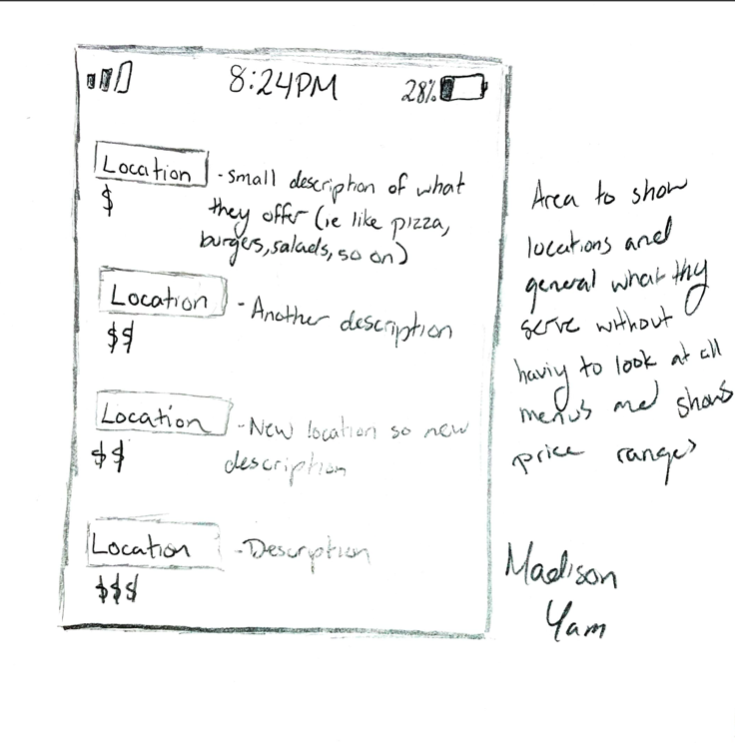 8:24PM 28%
Location -small description of what
$ they offer (ie like pizza,
burgers, salads, so on)
Location - Another description
$$
Location -New location so new
$$ description
Location -Description
$$$
Area to show
locations and
general what thy
serve without
haviy to look at all
menus and shows
price ranges
Madison
Yam